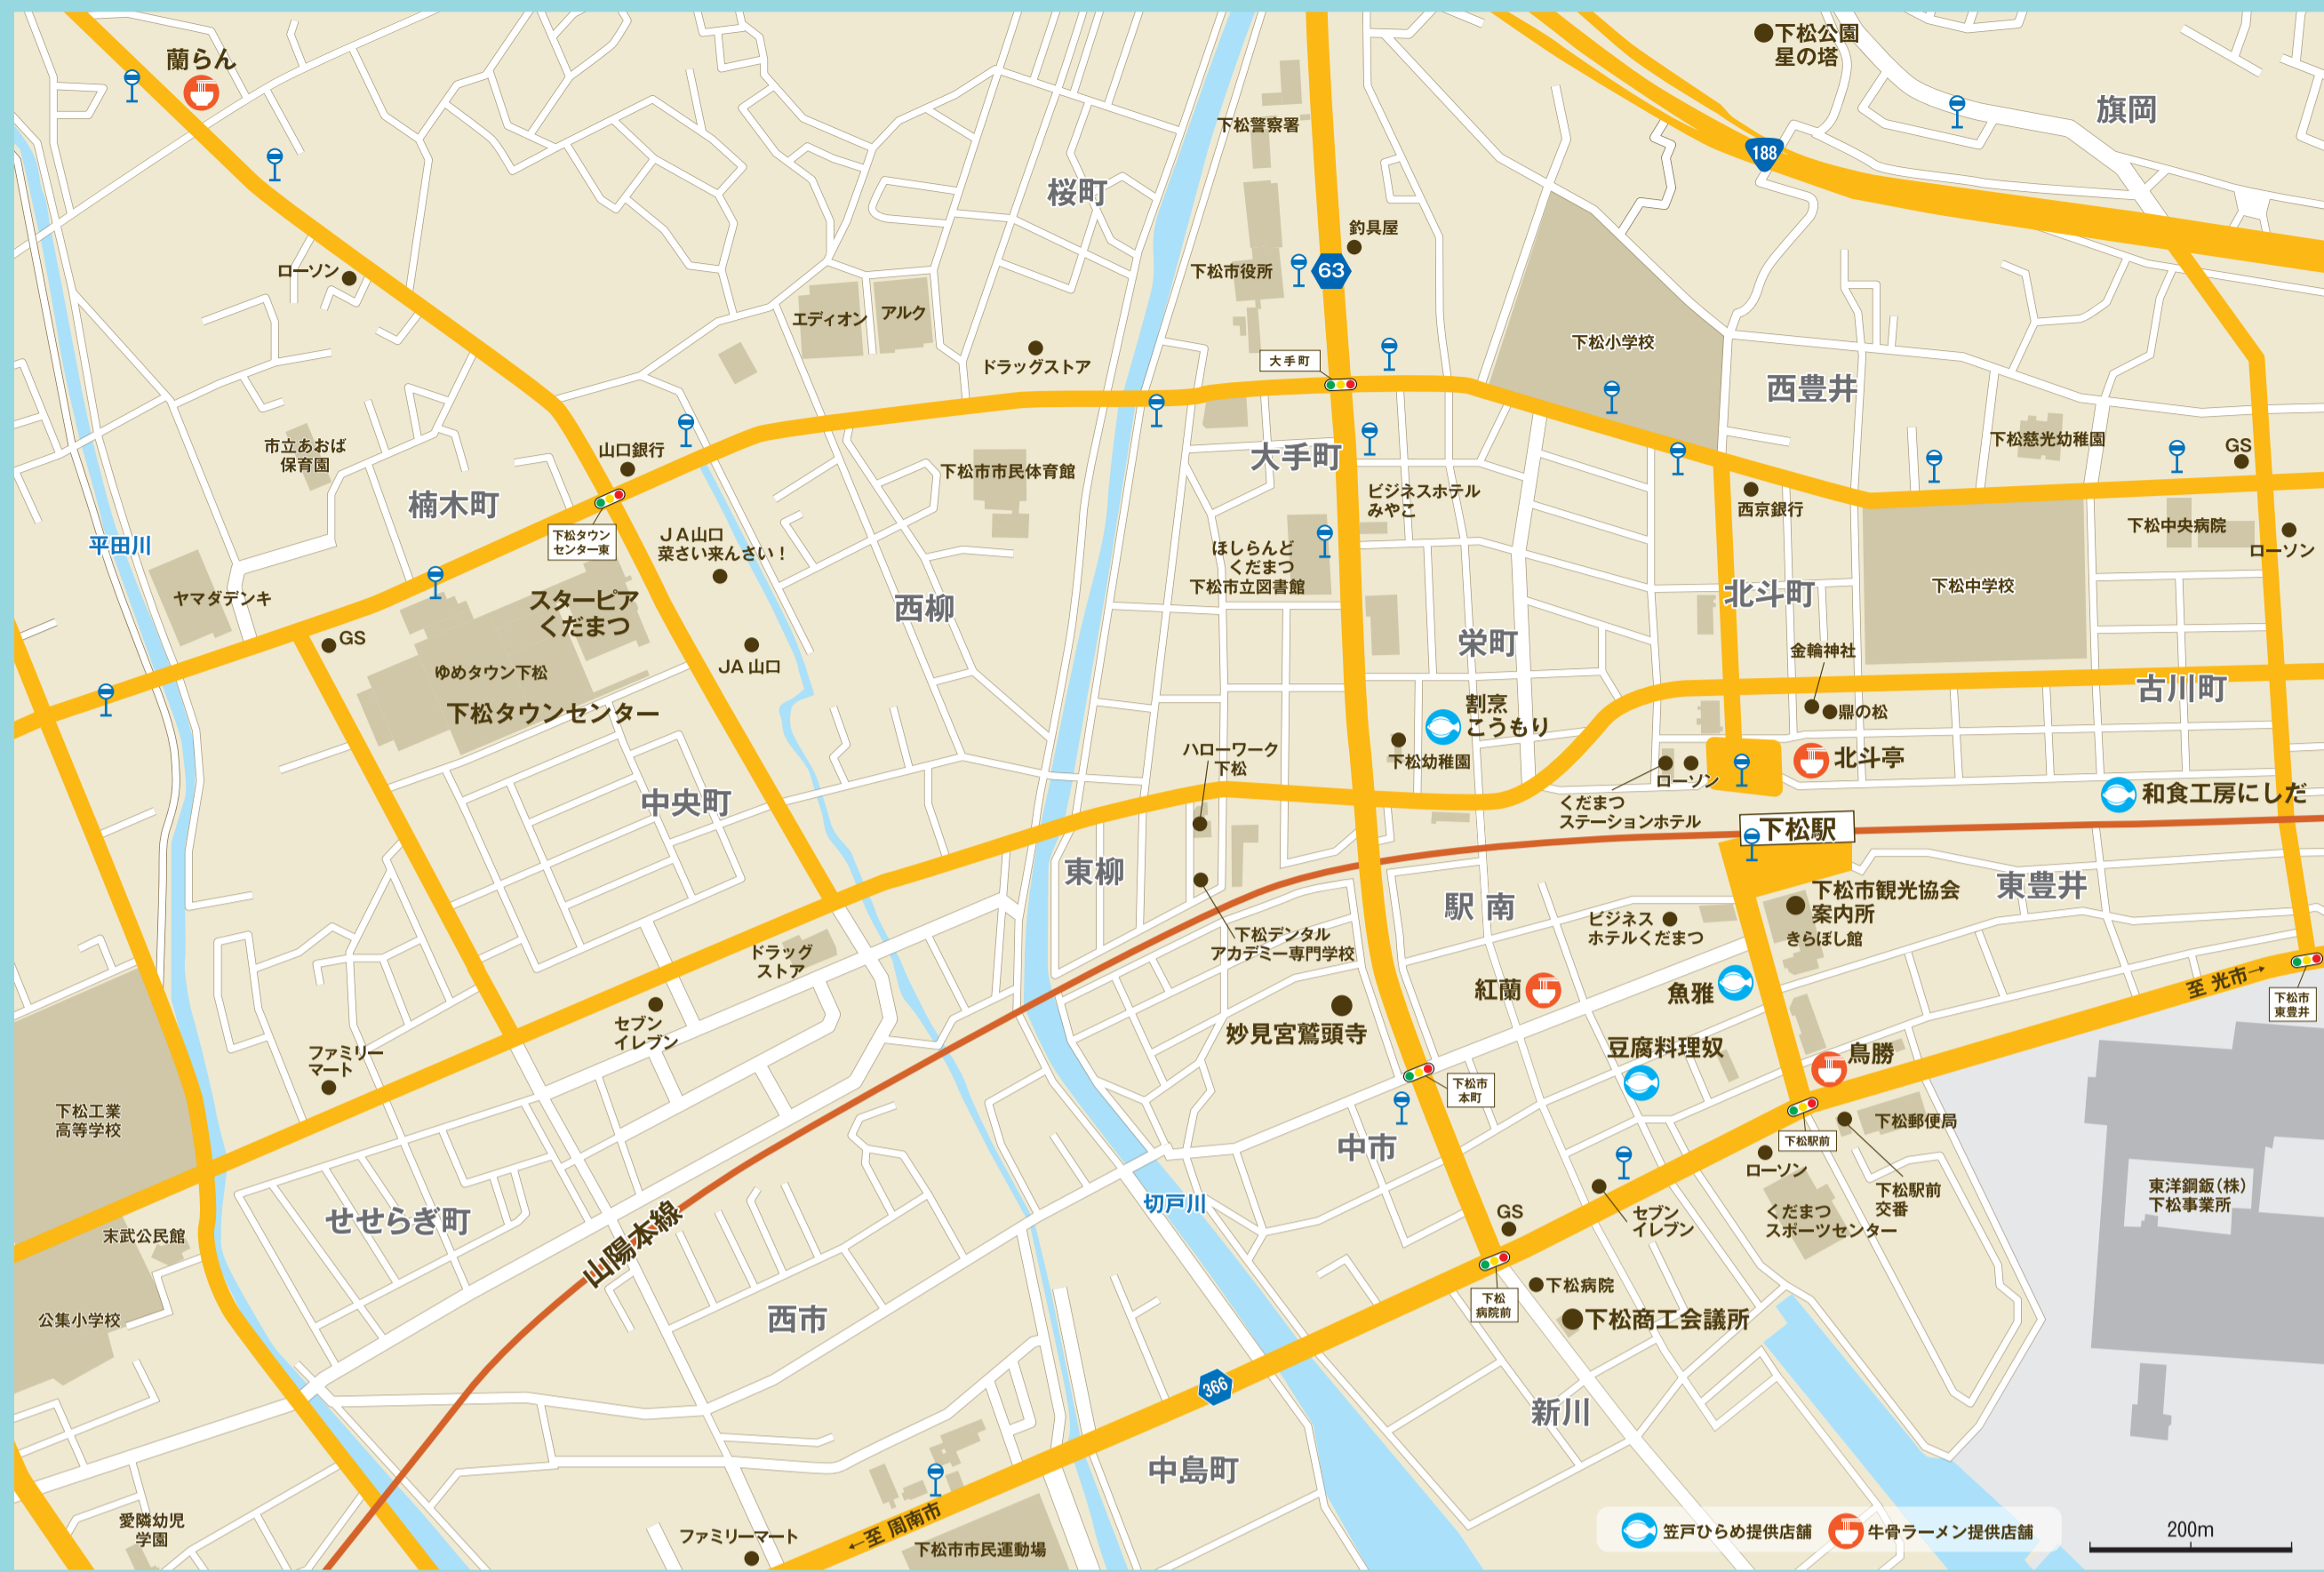 蘭らん
下松公園
星の塔
旗岡
188
下松警察署
桜町
釣具屋
63
下松市役所
ローソン
エディオン
アルク
ドラッグストア
大手町
下松小学校
西豊井
市立あおば
保育園
山口銀行
下松市市民体育館
大手町
下松慈光幼稚園
GS
楠木町
ビジネスホテル
みやこ
西京銀行
下松中央病院
ローソン
平田川
下松タウン
センター東
JA山口
菜さい来んさい！
ほしらんど
くだまつ
下松市立図書館
北斗町
下松中学校
ヤマダデンキ
スターピア
くだまつ
西柳
GS
ゆめタウン下松
JA 山口
栄町
金輪神社
古川町
下松タウンセンター
割烹
こうもり
鼎の松
ハローワーク
下松
下松幼稚園
ローソン
北斗亭
中央町
くだまつ
ステーションホテル
和食工房にしだ
下松駅
東柳
駅南
下松市観光協会
案内所
きらぼし館
東豊井
ビジネス
ホテルくだまつ
下松デンタル
アカデミー専門学校
ドラッグ
ストア
紅蘭
魚雅
至 光市→
下松市
東豊井
セブン
イレブン
妙見宮鷲頭寺
豆腐料理奴
鳥勝
ファミリー
マート
下松市
本町
下松工業
高等学校
下松駅前
下松郵便局
中市
ローソン
下松駅前
交番
東洋鋼鈑（株）
下松事業所
切戸川
せせらぎ町
末武公民館
山陽本線
GS
セブン
イレブン
くだまつ
スポーツセンター
下松病院
下松
病院前
下松商工会議所
公集小学校
西市
366
新川
中島町
愛隣幼児
学園
ファミリーマート
←至 周南市
下松市市民運動場
笠戸ひらめ提供店舗
牛骨ラーメン提供店舗
200m